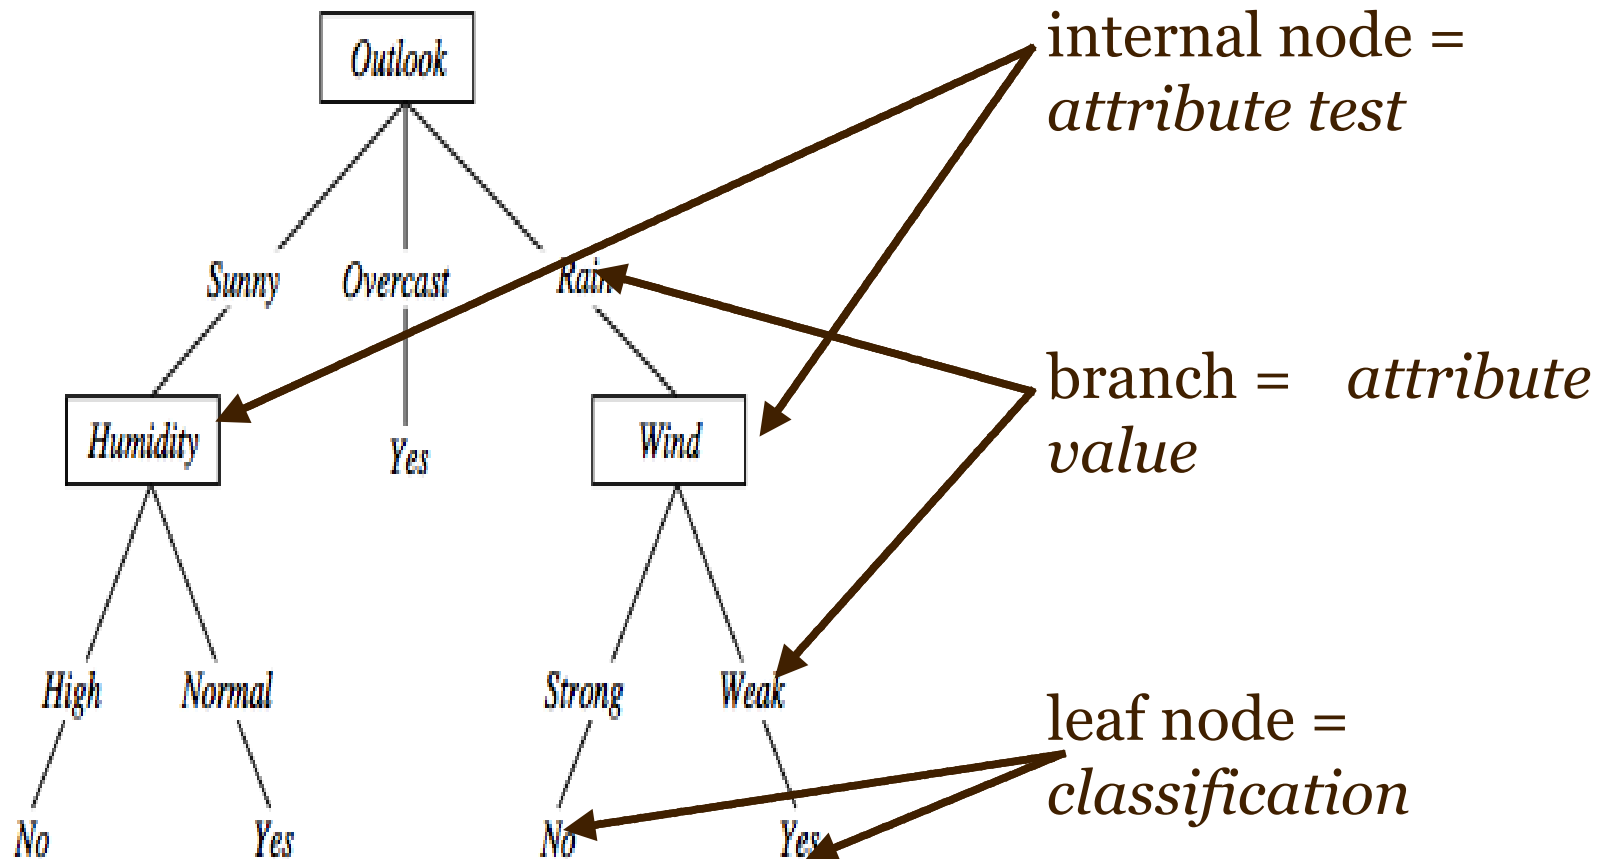 Outlook
internal node =
attribute test
Sunny Overcast Rain
branch = attribute
value
Humidity Yes Wind
High Normal Strong Weak
leaf node =
classification
No Yes No Yes